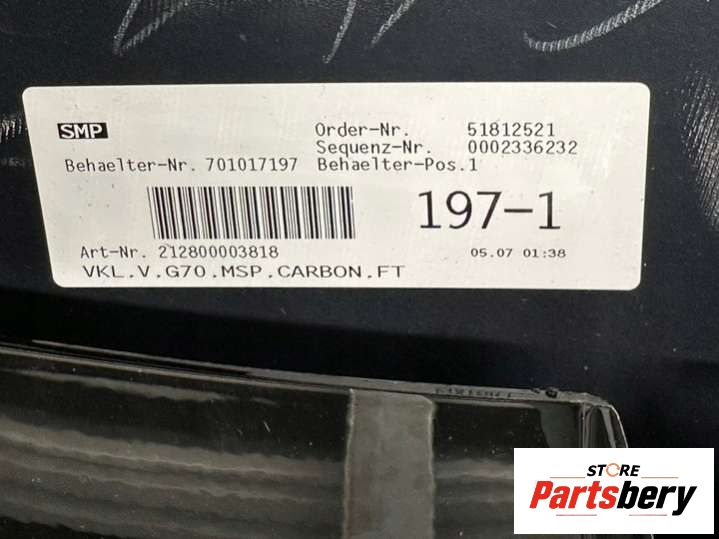 SMP
Order-Nr. 51812521
Sequenz-Nr. 0002336232
Behaelter-Nr. 701017197 Behaelter-Pos.1
197-1
Art-Nr. 212800003818
05.07 01:38
VKL.V.G70.MSP.CARBON.FT
STORE
Partsbery